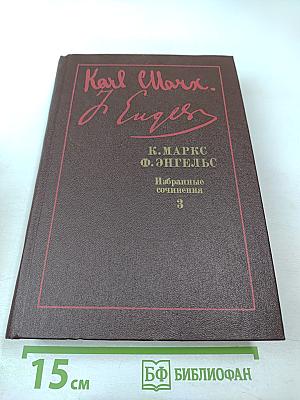 Karl Marx.
F Engels
К. МАРКС
Ф. ЭНГЕЛЬС
Избранные
сочинения
3
15 см
БФ БИБЛИОФАН